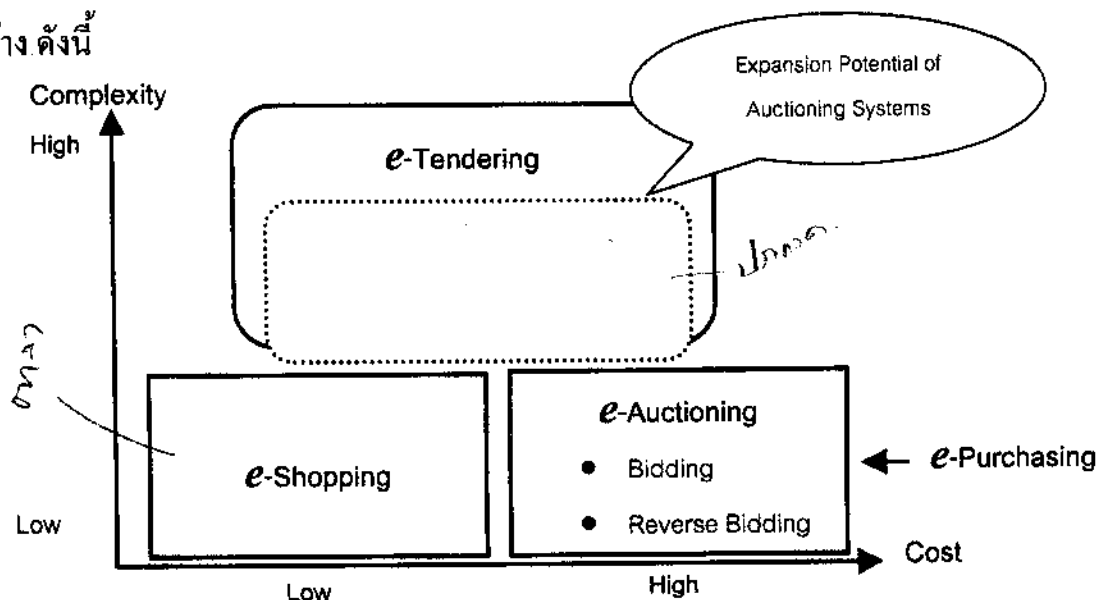 าง ดังนี้
Expansion Potential of
Auctioning Systems
Complexity
High
e-Tendering
e-Auctioning
• Bidding
• Reverse Bidding
e-Shopping
e-Purchasing
Low
Cost
Low
High